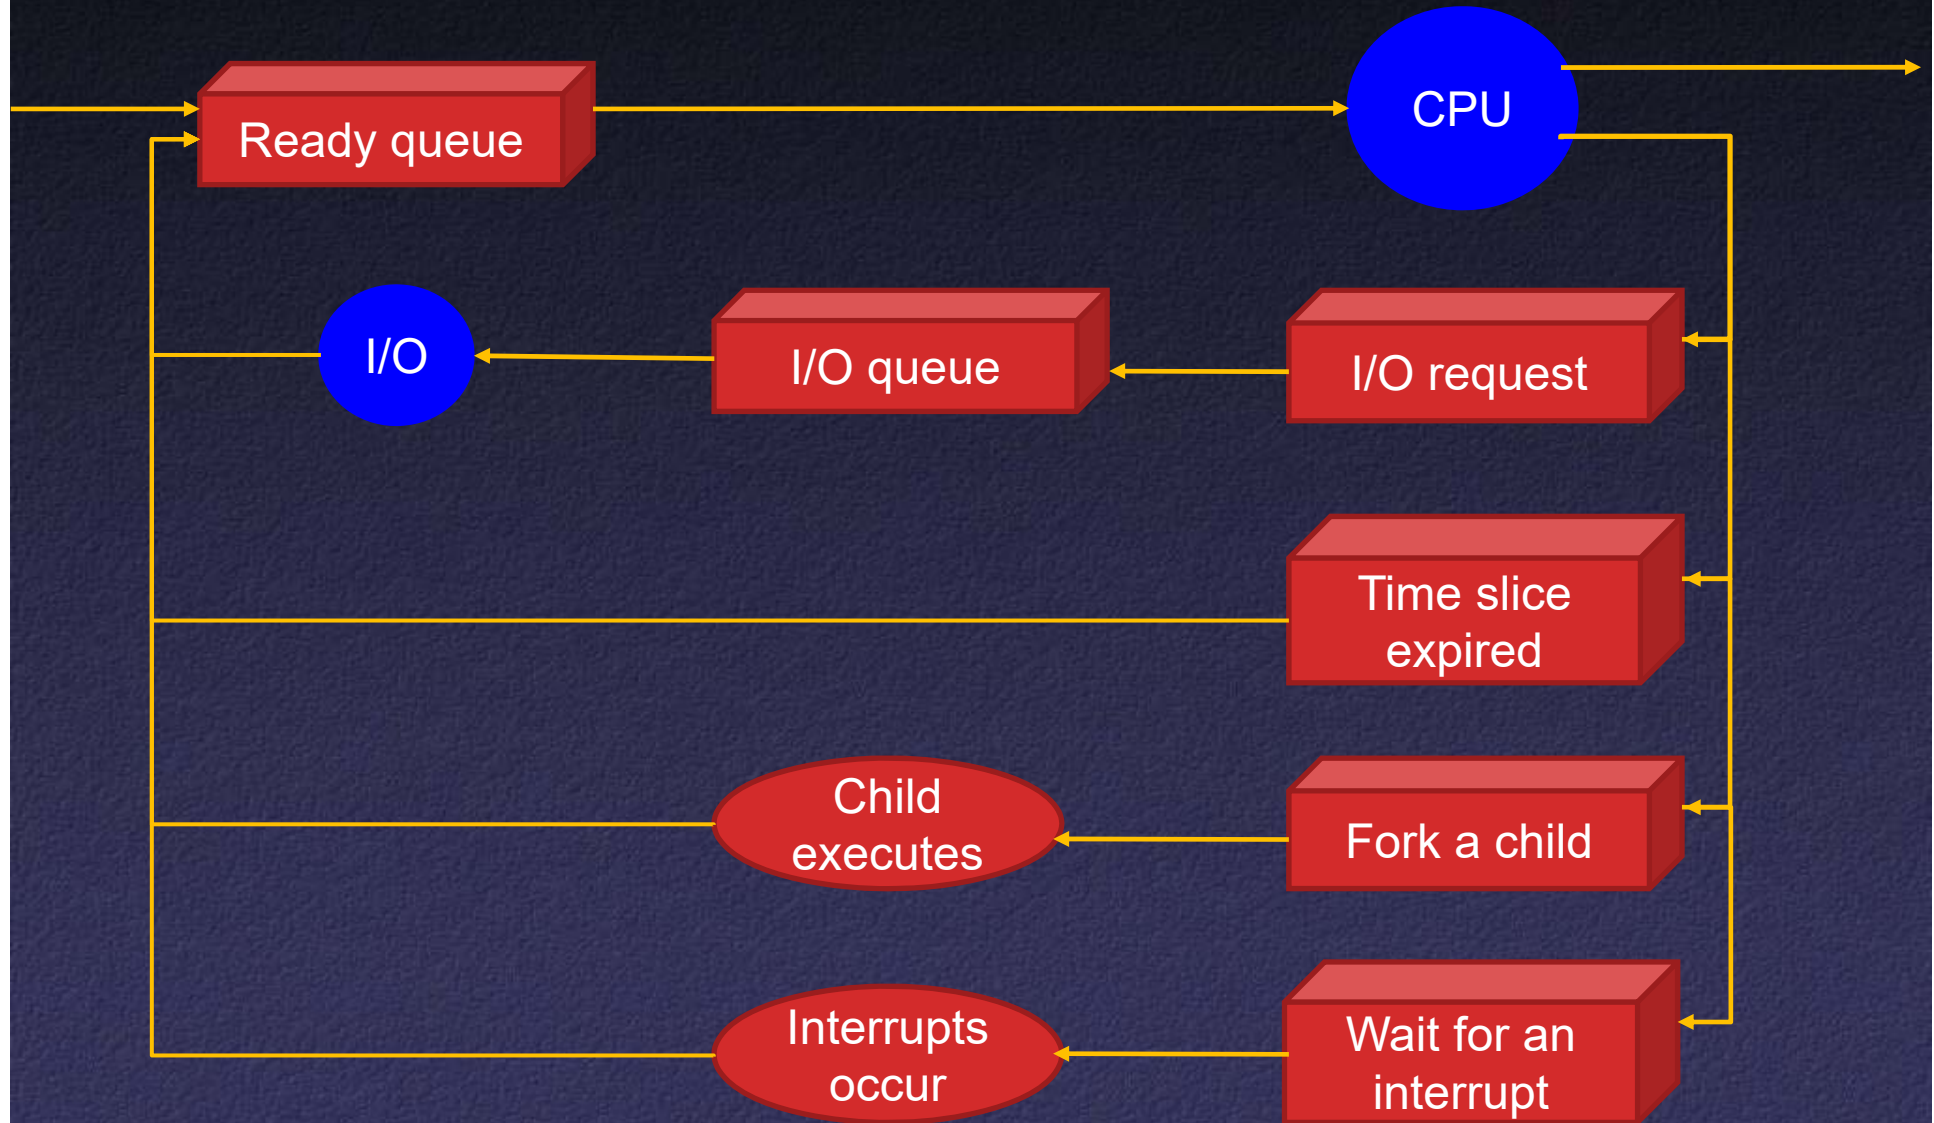 Ready queue
CPU
I/O
I/O queue
I/O request
Time slice
expired
Child
executes
Fork a child
Interrupts
occur
Wait for an
interrupt